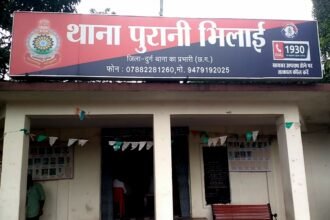 थाना पुरानी भिलाई
जिला-दुर्ग थाना का प्रभारी (छ.ग.)
फोन : 07882281260, मो. 9479192025
1930